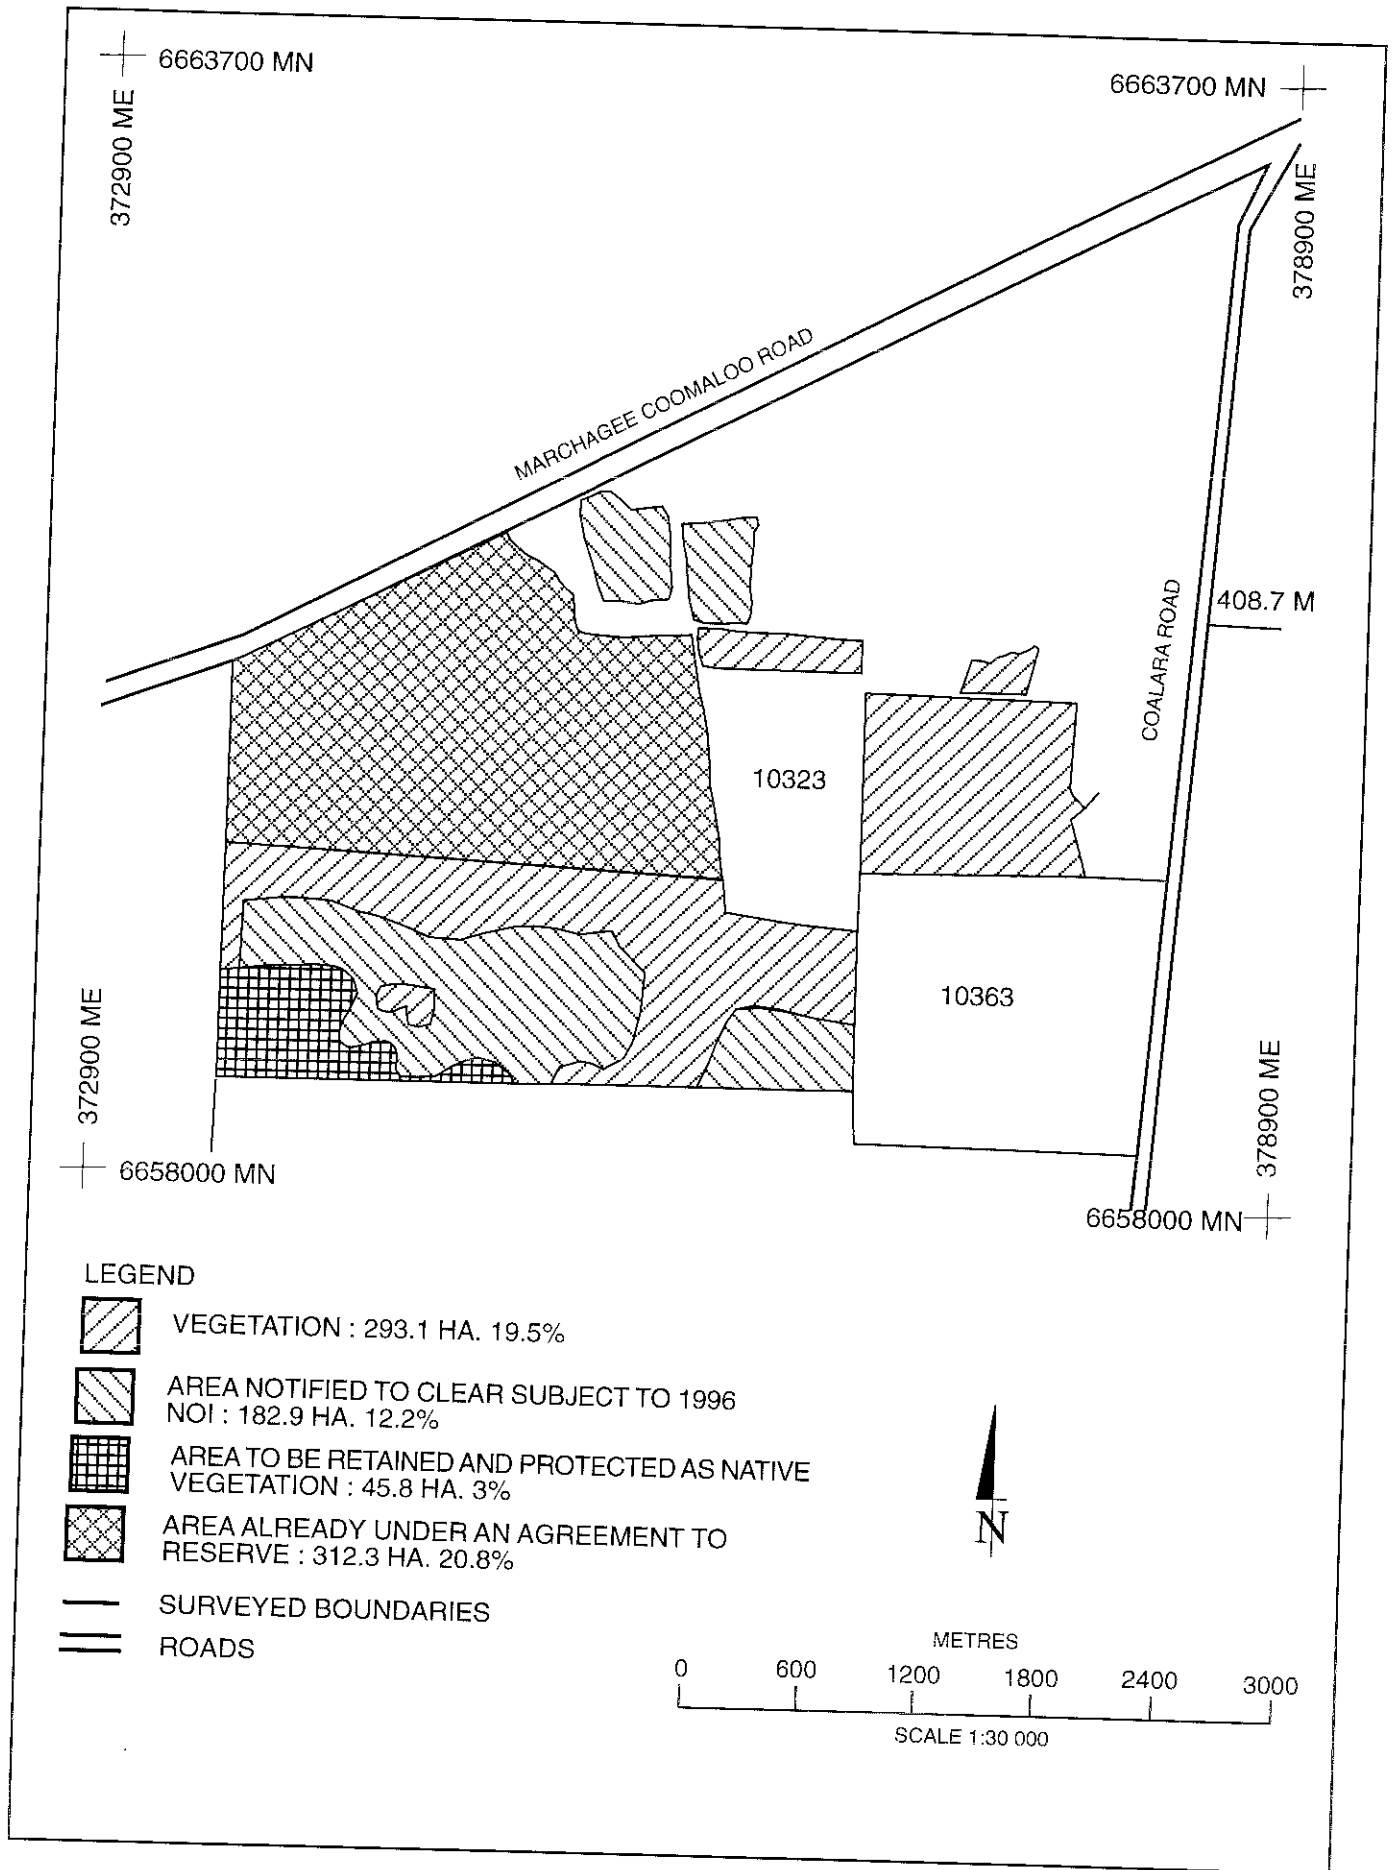 6663700 MN
6663700 MN
372900 ME
378900 ME
MARCHAGEE COOMALOO ROAD
408.7 M
COALARA ROAD
10323
10363
372900 ME
378900 ME
6658000 MN
6658000 MN
LEGEND
VEGETATION : 293.1 HA. 19.5%
AREA NOTIFIED TO CLEAR SUBJECT TO 1996
NOI : 182.9 HA. 12.2%
AREA TO BE RETAINED AND PROTECTED AS NATIVE
VEGETATION : 45.8 HA. 3%
AREA ALREADY UNDER AN AGREEMENT TO
RESERVE : 312.3 HA. 20.8%
SURVEYED BOUNDARIES
ROADS
N
METRES
0 600 1200 1800 2400 3000
SCALE 1:30 000